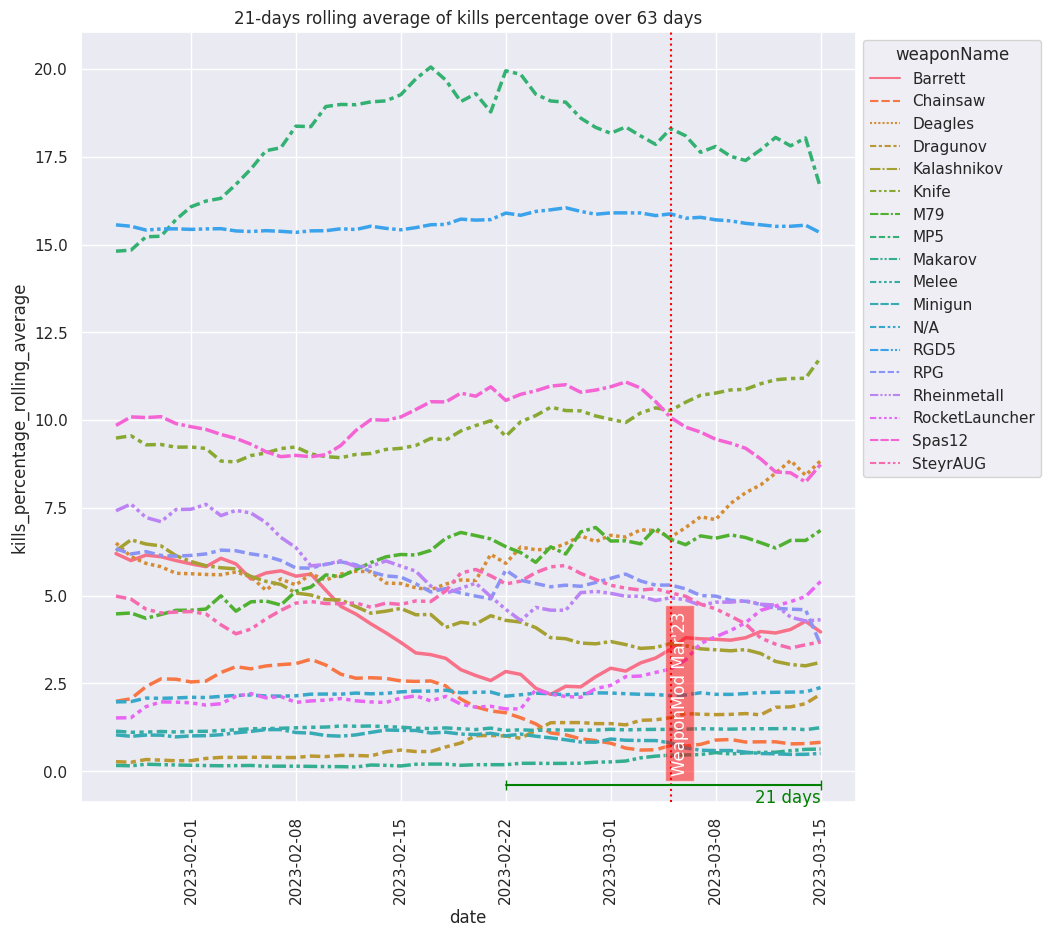 21-days rolling average of kills percentage over 63 days
kills_percentage_rolling_average
20.0
17.5
15.0
12.5
10.0
7.5
5.0
2.5
0.0
WeaponMod Mar'23
21 days
2023-02-01
2023-02-08
2023-02-15
2023-02-22
2023-03-01
2023-03-08
2023-03-15
date
weaponName
Barrett
Chainsaw
Deagles
Dragunov
Kalashnikov
Knife
M79
MP5
Makarov
Melee
Minigun
N/A
RGD5
RPG
Rheinmetall
RocketLauncher
Spas12
SteyrAUG